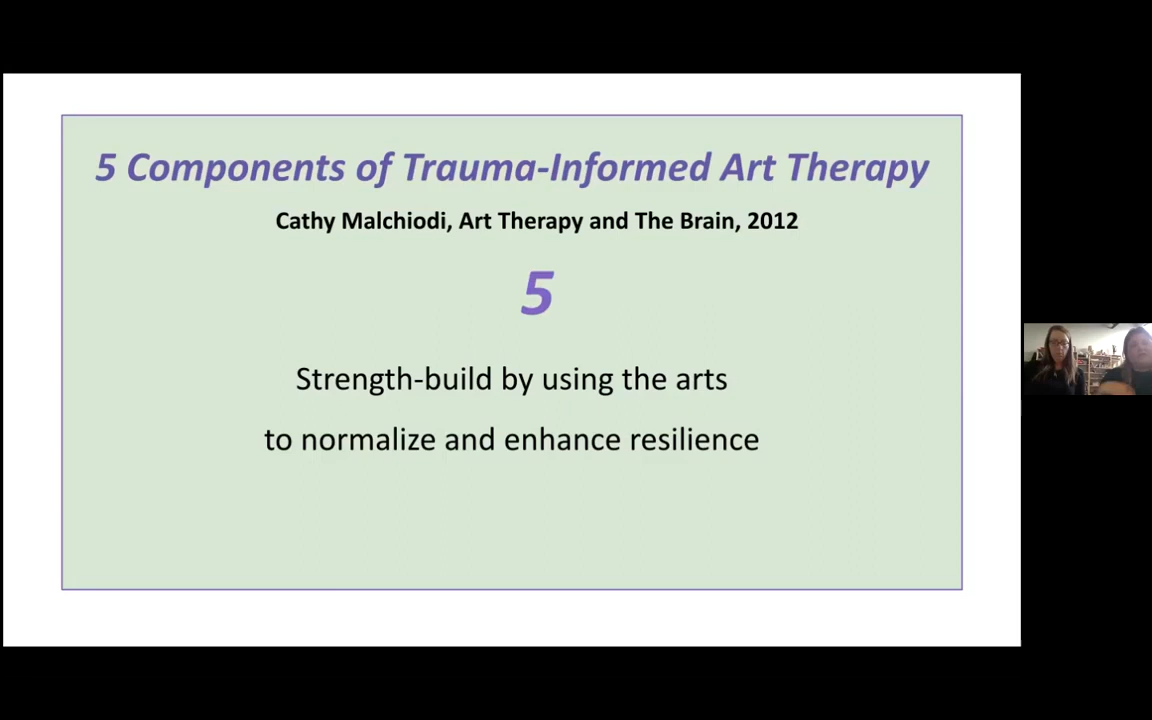 5 Components of Trauma-Informed Art Therapy
Cathy Malchiodi, Art Therapy and The Brain, 2012
5
Strength-build by using the arts
to normalize and enhance resilience